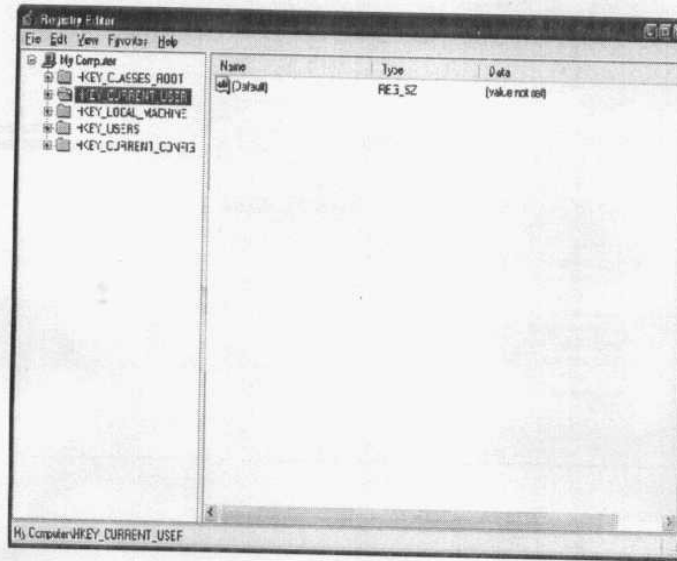 Registry Editor
File Edit View Favorites Help
My Computer
HKEY_CLASSES_ROOT
HKEY_CURRENT_USER
HKEY_LOCAL_MACHINE
HKEY_USERS
HKEY_CURRENT_CONFIG
Name Type Data
ab (Default) REG_SZ (value not set)
My Computer\HKEY_CURRENT_USER